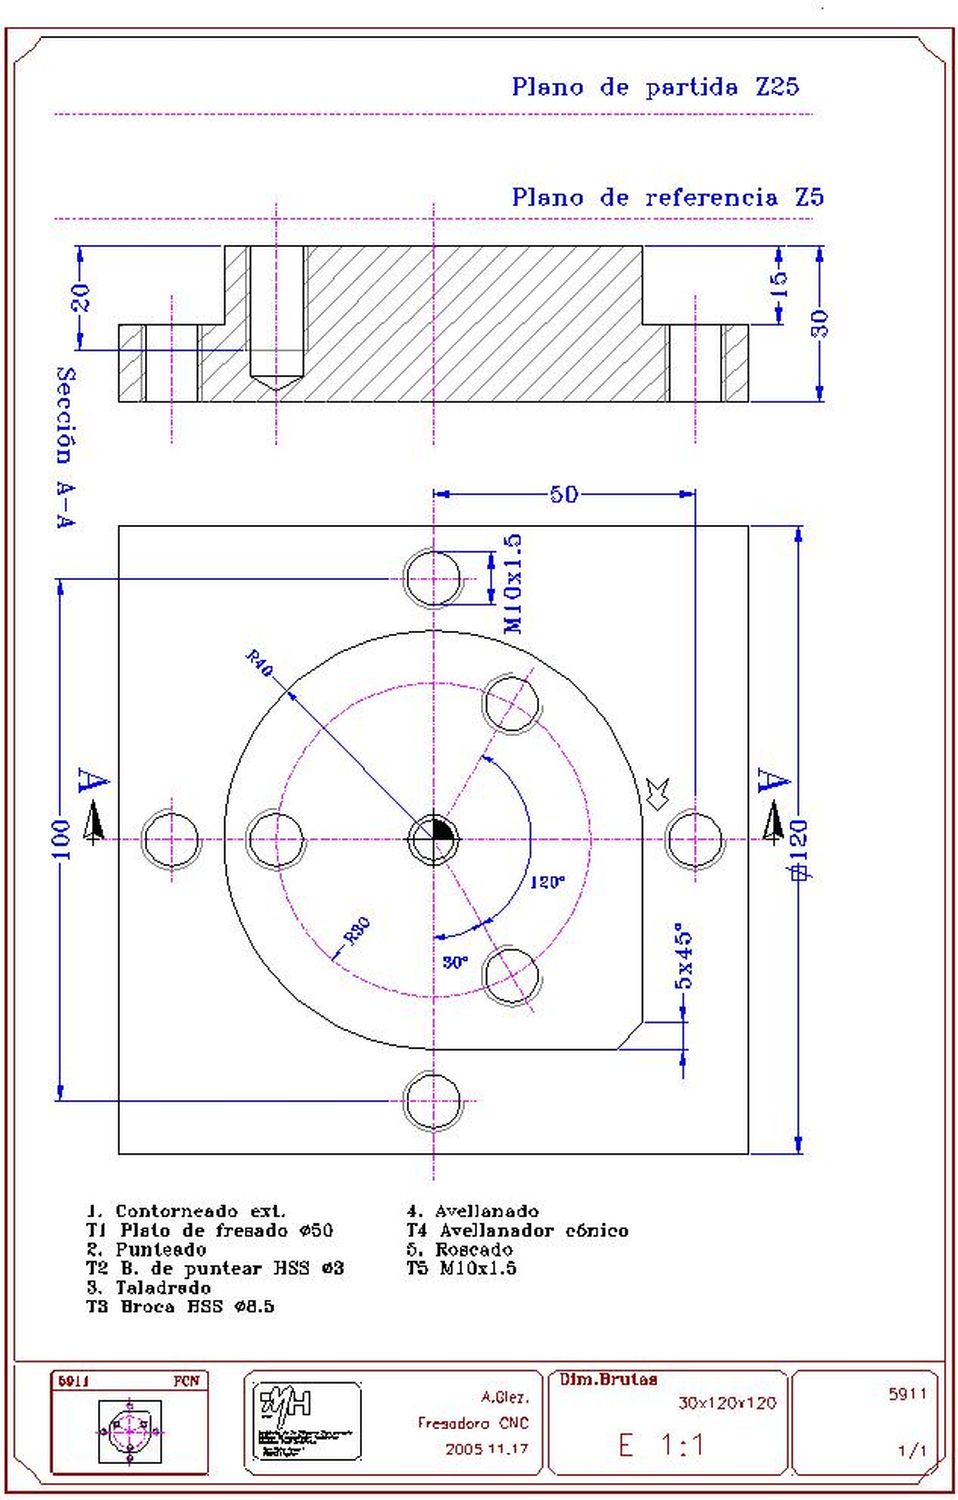 Plano de partida Z25
Plano de referencia Z5
20
15
30
Sección A-A
50
M10x1.5
R40
A
A
100
120
120°
R30
30°
5x45°
1. Contorneado ext.
T1 Plato de fresado ø50
2. Punteado
T2 B. de puntear HSS ø3
3. Taladrado
T3 Broca HSS ø8.5
4. Avellanado
T4 Avellanador cónico
5. Roscado
T5 M10x1.5
5911 FCN
A.Glez.
Fresadora CNC
2005.11.17
Dim.Brutas
30x120x120
E 1:1
5911
1/1